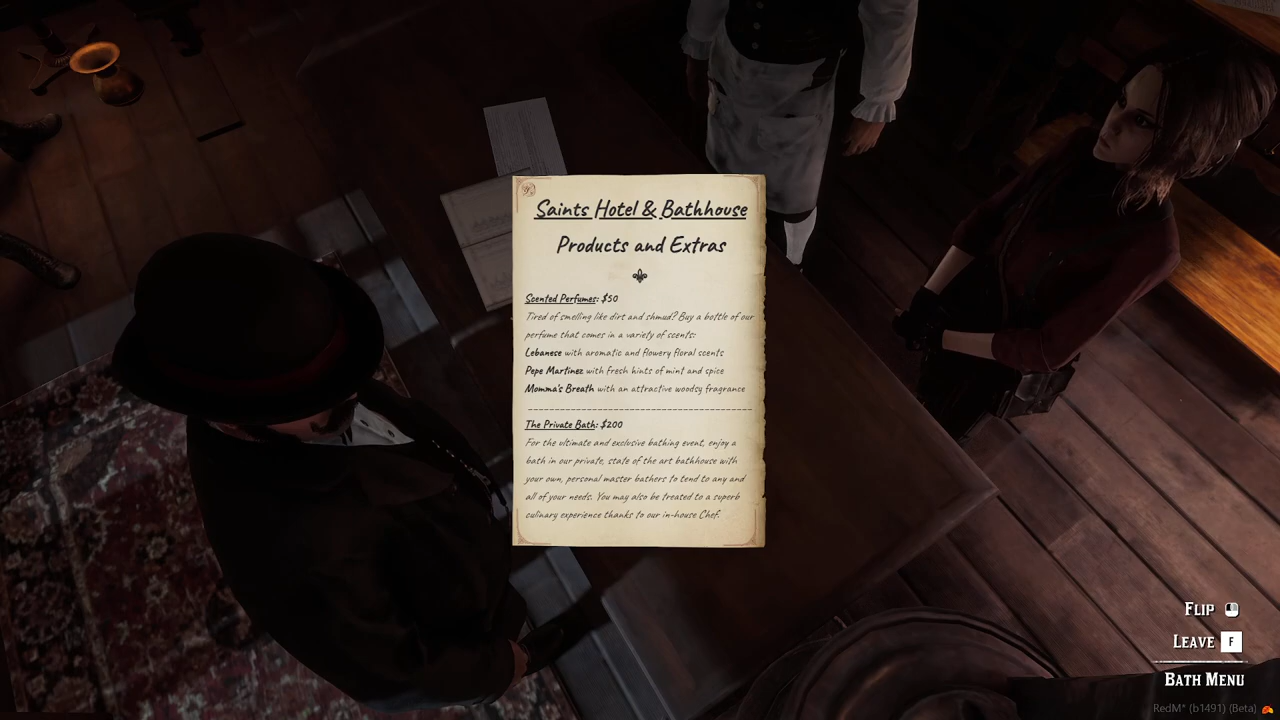 Saints Hotel & Bathhouse
Products and Extras
Scented Perfumes: $50
Tired of smelling like dirt and shmud? Buy a bottle of our
perfume that comes in a variety of scents:
Lebanese with aromatic and flowery floral scents
Pepe Martinez with fresh hints of mint and spice
Momma's Breath with an attractive woodsy fragrance
The Private Bath: $200
For the ultimate and exclusive bathing event, enjoy a
bath in our private, state of the art bathhouse with
your own, personal master bathers to tend to any and
all of your needs. You may also be treated to a superb
culinary experience thanks to our in-house Chef.
FLIP
LEAVE F
BATH MENU
RedM* (b1491) (Beta)